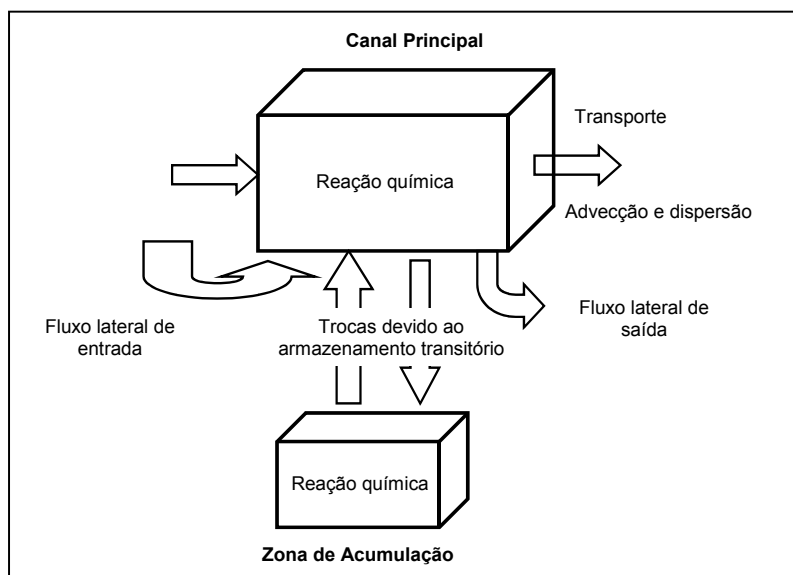 Canal Principal
Transporte
Reação química
Advecção e dispersão
Fluxo lateral de
entrada
Trocas devido ao
armazenamento transitório
Fluxo lateral de
saída
Reação química
Zona de Acumulação